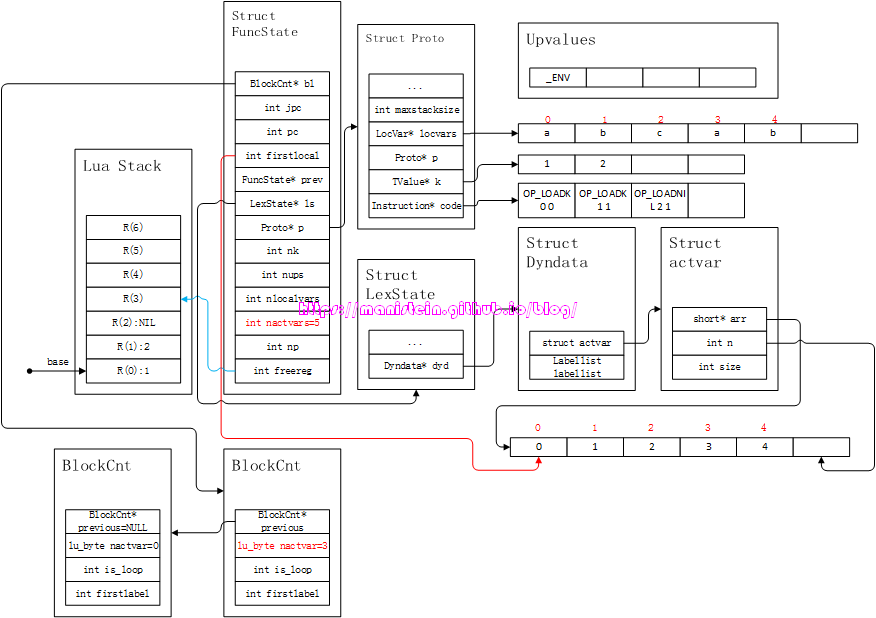 Struct
FuncState
BlockCnt* bl
int jpc
int pc
int firstlocal
FuncState* prev
LexState* ls
Proto* p
int nk
int nups
int nlocalvars
int nactvars=5
int np
int freereg
Struct Proto
...
int maxstacksize
LocVar* locvars
Proto* p
TValue* k
Instruction* code
Upvalues
_ENV
0 1 2 3 4
a b c a b
1 2
OP_LOADK
0 0
OP_LOADK
1 1
OP_LOADNI
L 2 1
Lua Stack
R(6)
R(5)
R(4)
R(3)
R(2):NIL
R(1):2
R(0):1
base
Struct
LexState
...
Dyndata* dyd
Struct
Dyndata
struct actvar
Labellist
labellist
Struct
actvar
short* arr
int n
int size
https://manistein.github.io/blog/
0 1 2 3 4
0 1 2 3 4
BlockCnt
BlockCnt*
previous=NULL
lu_byte nactvar=0
int is_loop
int firstlabel
BlockCnt
BlockCnt*
previous
lu_byte nactvar=3
int is_loop
int firstlabel